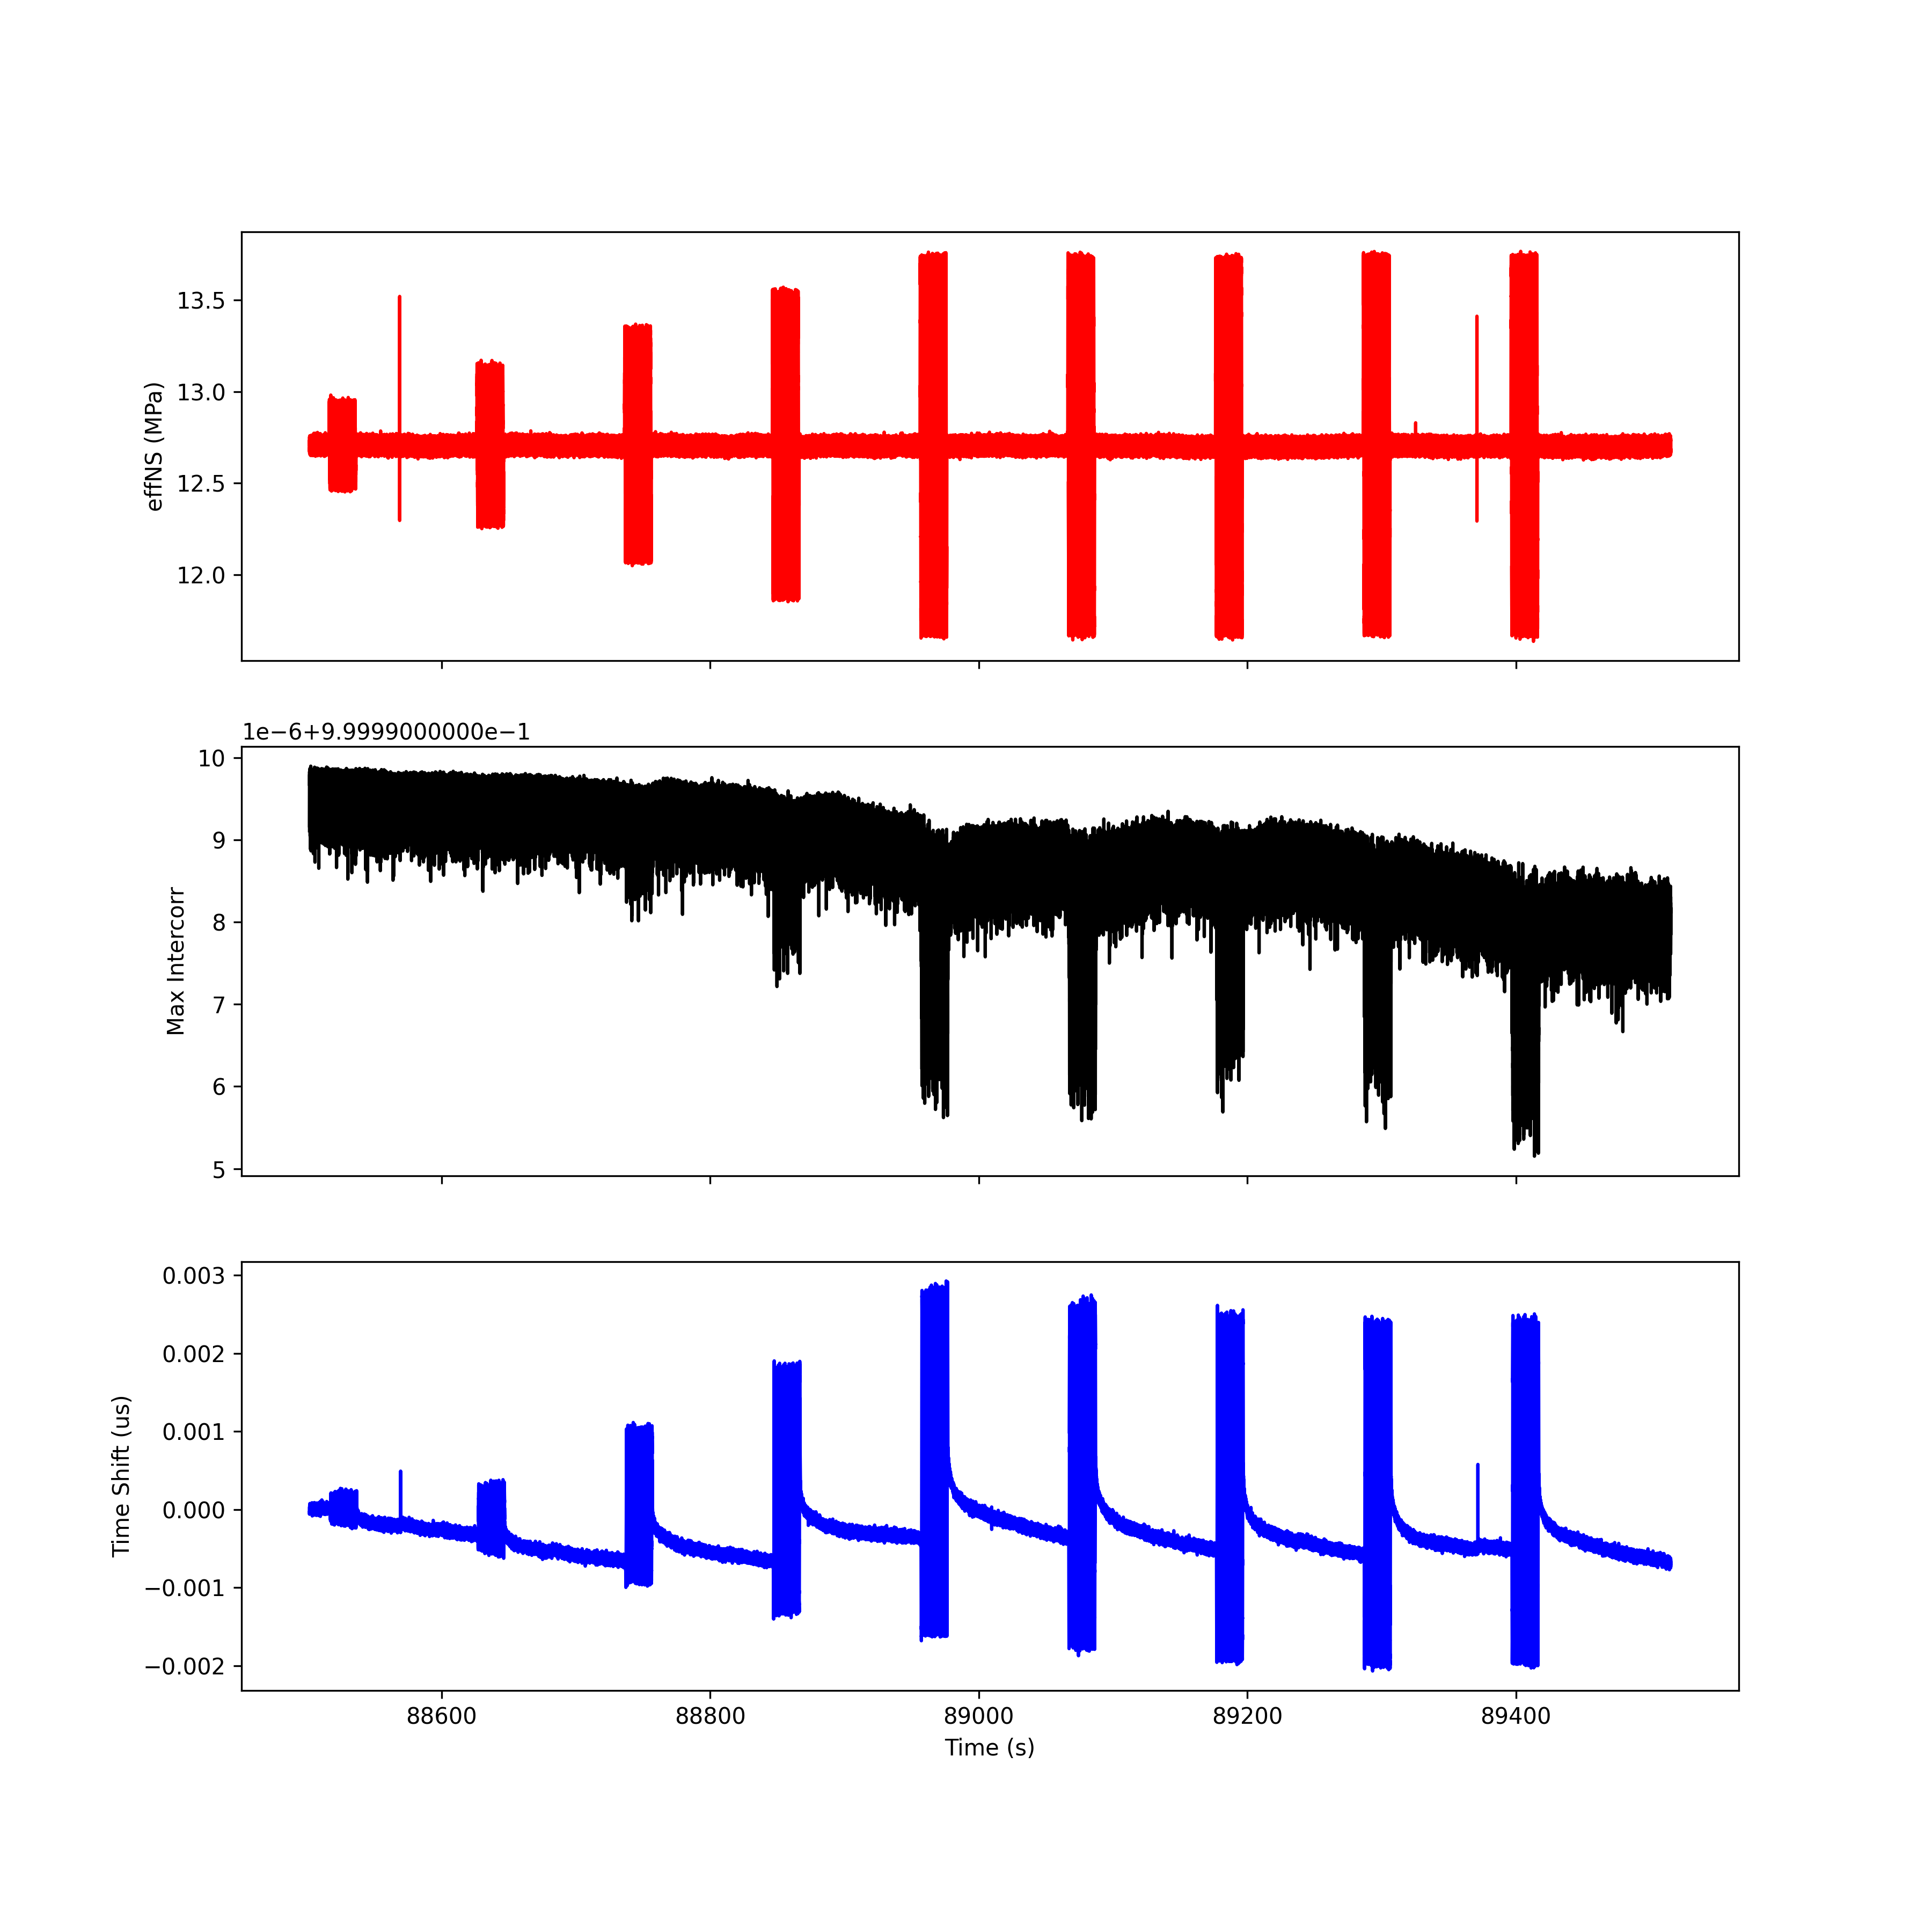 effNS (MPa)
13.5
13.0
12.5
12.0
1e−6+9.9999000000e−1
Max Intercorr
10
9
8
7
6
5
Time Shift (us)
0.003
0.002
0.001
0.000
−0.001
−0.002
88600 88800 89000 89200 89400
Time (s)